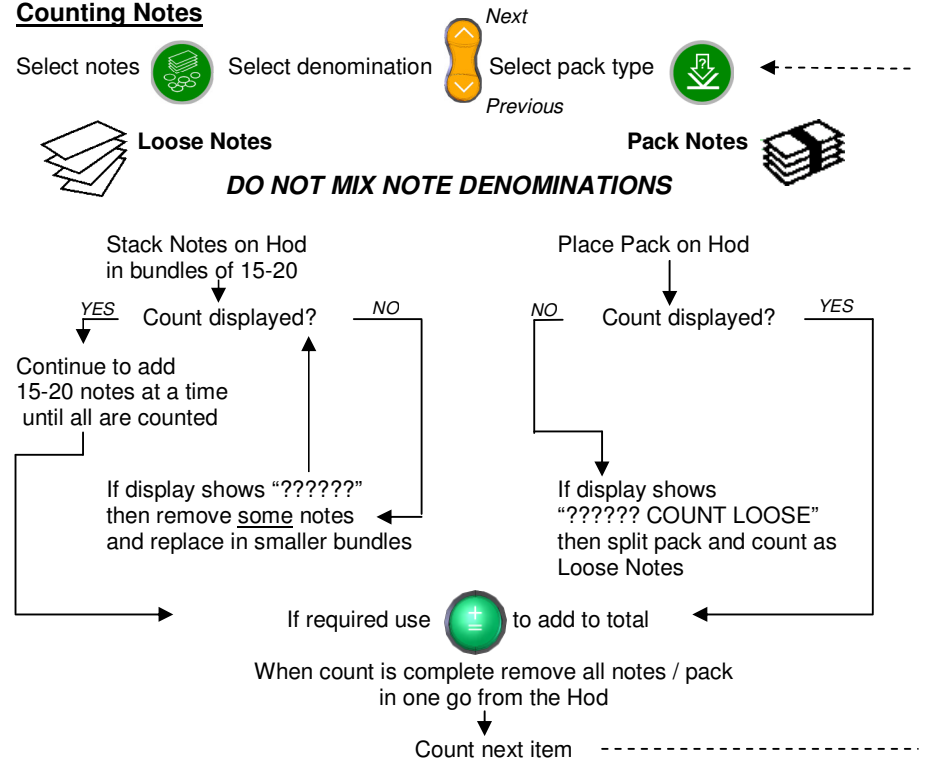 Counting Notes
Next
Select notes Select denomination Select pack type
Previous
Loose Notes
Pack Notes
DO NOT MIX NOTE DENOMINATIONS
Stack Notes on Hod
in bundles of 15-20
YES
Count displayed?
NO
Continue to add
15-20 notes at a time
until all are counted
If display shows “??????”
then remove some notes
and replace in smaller bundles
Place Pack on Hod
NO
Count displayed?
YES
If display shows
“?????? COUNT LOOSE”
then split pack and count as
Loose Notes
If required use + = to add to total
When count is complete remove all notes / pack
in one go from the Hod
Count next item